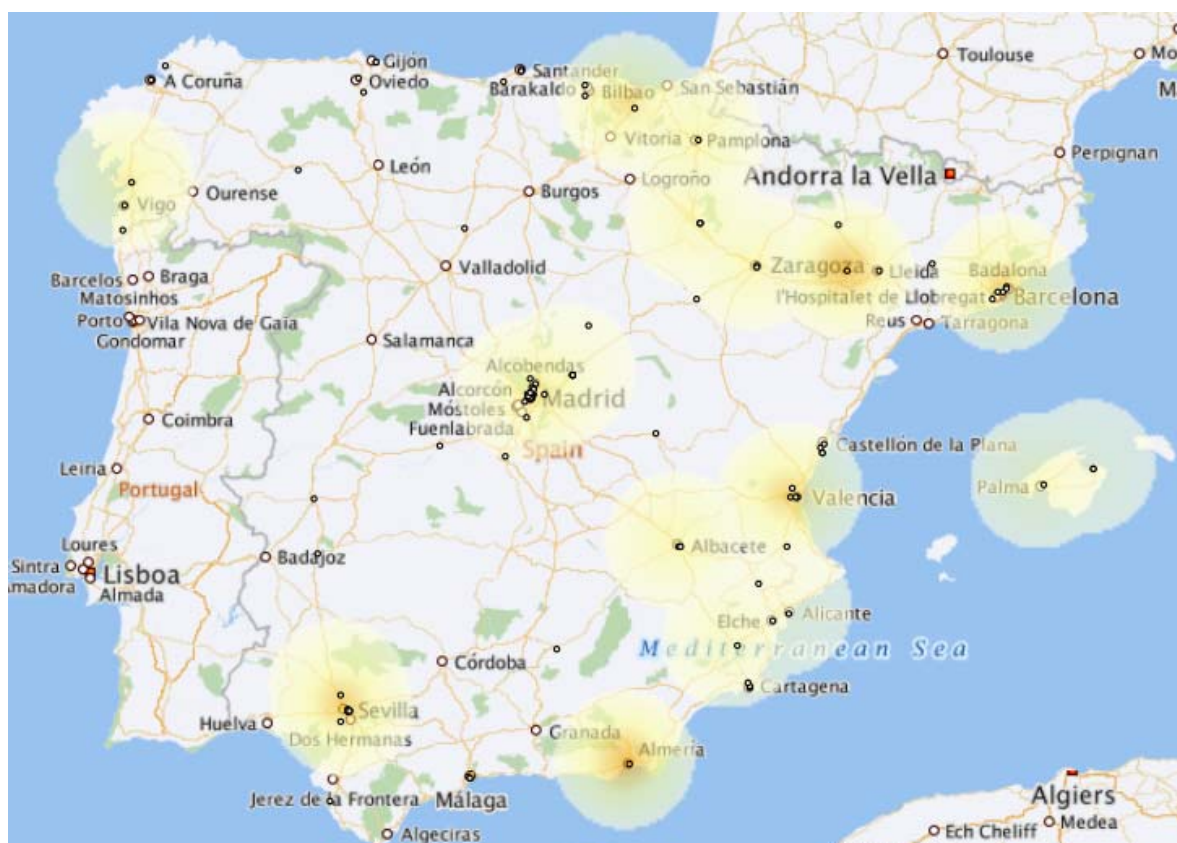 Toulouse
Mo
M
Gijón
A Coruña
Oviedo
Santander
Barakaldo
Bilbao
San Sebastián
Vitoria
Pamplona
León
Perpignan
Andorra la Vella
Logroño
Ourense
Burgos
Vigo
Valladolid
Zaragoza
Lleida
Badalona
Braga
Barcelos
Matosinhos
l'Hospitalet de Llobregat
Barcelona
Porto
Vila Nova de Gaia
Reus
Tarragona
Gondomar
Salamanca
Alcobendas
Alcorcón
Madrid
Móstoles
Fuenlabrada
Coimbra
Spain
Castellón de la Plana
Leiria
Portugal
Palma
Valencia
Loures
Albacete
Badajoz
Sintra
Lisboa
Amadora
Almada
Alicante
Elche
Mediterranean Sea
Córdoba
Cartagena
Sevilla
Huelva
Granada
Dos Hermanas
Almería
Jerez de la Frontera
Málaga
Algiers
Medea
Algeciras
Ech Cheliff